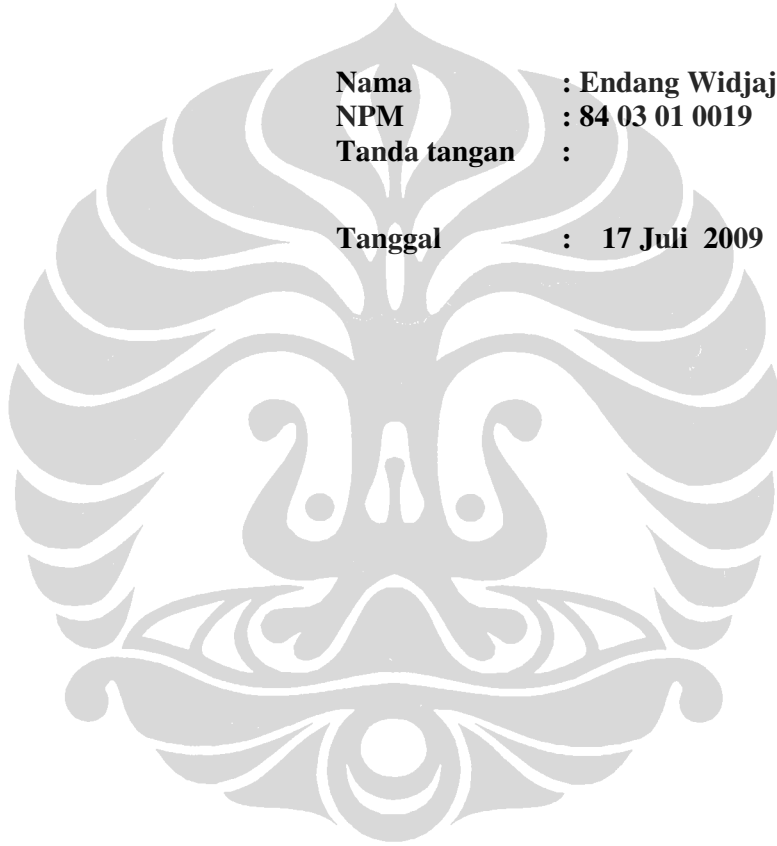 Nama : Endang Widjaj
NPM : 84 03 01 0019
Tanda tangan :
Tanggal : 17 Juli 2009